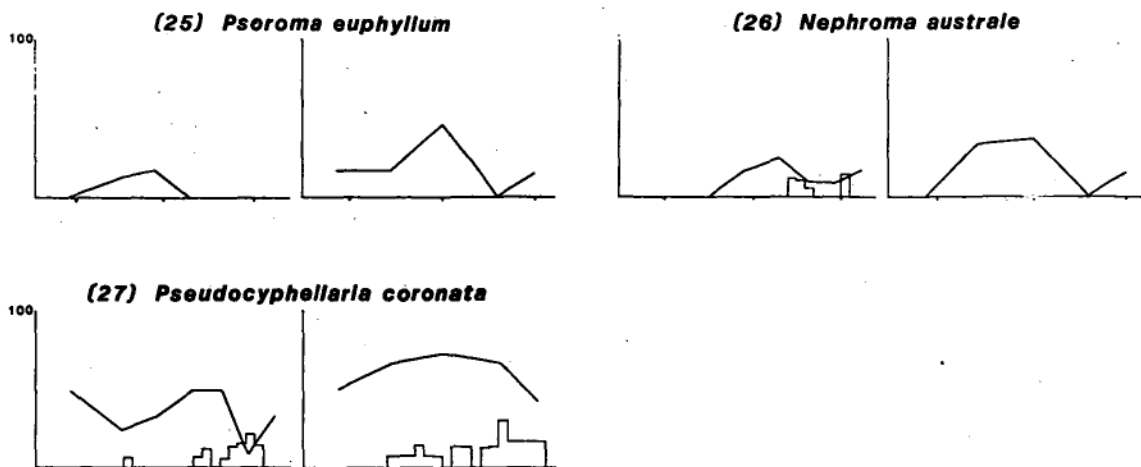 (25) Psoroma euphyllum
(26) Nephroma australe
100
(27) Pseudocyphellaria coronata
100